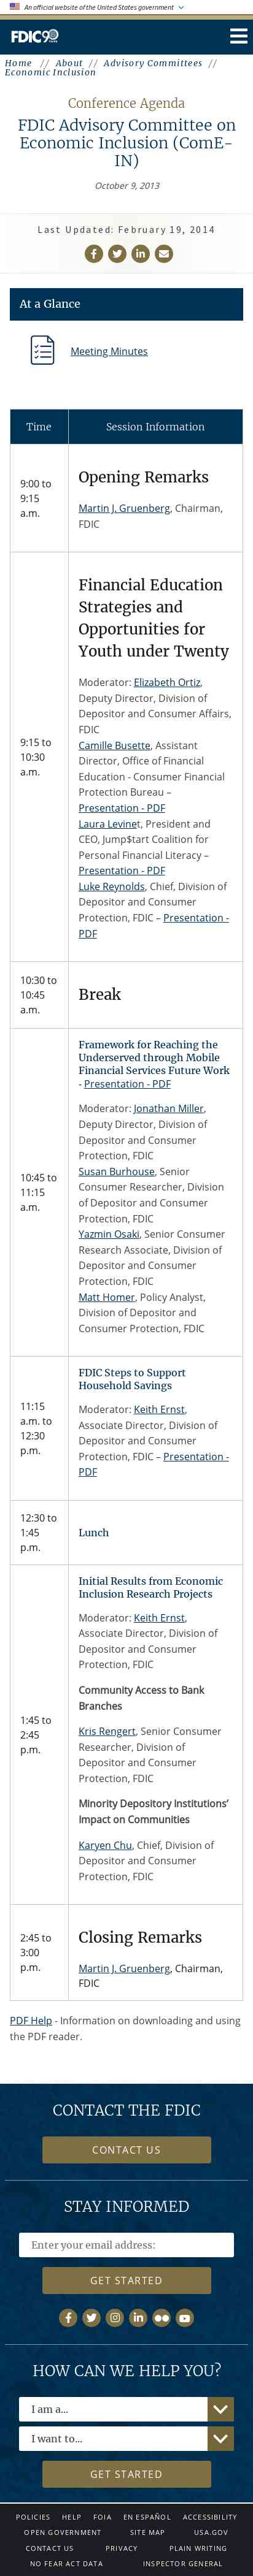 An official website of the United States government
FDIC 90
Home // About // Advisory Committees //
Economic Inclusion
Conference Agenda
FDIC Advisory Committee on
Economic Inclusion (ComE-
IN)
October 9, 2013
Last Updated: February 19, 2014
At a Glance
Meeting Minutes
Time Session Information
9:00 to
9:15
a.m.
Opening Remarks
Martin J. Gruenberg, Chairman,
FDIC
9:15 to
10:30
a.m.
Financial Education
Strategies and
Opportunities for
Youth under Twenty
Moderator: Elizabeth Ortiz,
Deputy Director, Division of
Depositor and Consumer Affairs,
FDIC
Camille Busette, Assistant
Director, Office of Financial
Education - Consumer Financial
Protection Bureau –
Presentation - PDF
Laura Levinet, President and
CEO, Jump$tart Coalition for
Personal Financial Literacy –
Presentation - PDF
Luke Reynolds, Chief, Division of
Depositor and Consumer
Protection, FDIC – Presentation -
PDF
10:30 to
10:45
a.m.
Break
10:45 to
11:15
a.m.
Framework for Reaching the
Underserved through Mobile
Financial Services Future Work
- Presentation - PDF
Moderator: Jonathan Miller,
Deputy Director, Division of
Depositor and Consumer
Protection, FDIC
Susan Burhouse, Senior
Consumer Researcher, Division
of Depositor and Consumer
Protection, FDIC
Yazmin Osaki, Senior Consumer
Research Associate, Division of
Depositor and Consumer
Protection, FDIC
Matt Homer, Policy Analyst,
Division of Depositor and
Consumer Protection, FDIC
11:15
a.m. to
12:30
p.m.
FDIC Steps to Support
Household Savings
Moderator: Keith Ernst,
Associate Director, Division of
Depositor and Consumer
Protection, FDIC – Presentation -
PDF
12:30 to
1:45
p.m.
Lunch
1:45 to
2:45
p.m.
Initial Results from Economic
Inclusion Research Projects
Moderator: Keith Ernst,
Associate Director, Division of
Depositor and Consumer
Protection, FDIC
Community Access to Bank
Branches
Kris Rengert, Senior Consumer
Researcher, Division of
Depositor and Consumer
Protection, FDIC
Minority Depository Institutions’
Impact on Communities
Karyen Chu, Chief, Division of
Depositor and Consumer
Protection, FDIC
2:45 to
3:00
p.m.
Closing Remarks
Martin J. Gruenberg, Chairman,
FDIC
PDF Help - Information on downloading and using
the PDF reader.
CONTACT THE FDIC
CONTACT US
STAY INFORMED
Enter your email address:
GET STARTED
HOW CAN WE HELP YOU?
I am a...
I want to...
GET STARTED
POLICIES HELP FOIA EN ESPAÑOL ACCESSIBILITY
OPEN GOVERNMENT SITE MAP USA.GOV
CONTACT US PRIVACY PLAIN WRITING
NO FEAR ACT DATA INSPECTOR GENERAL